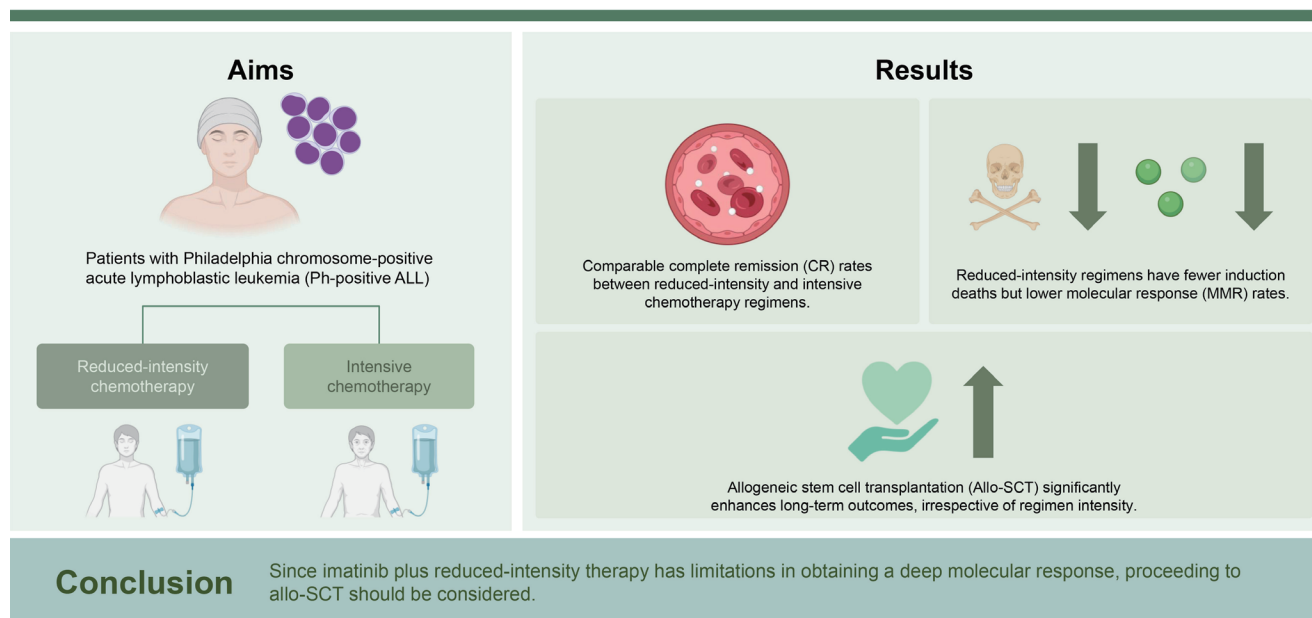 Aims
Patients with Philadelphia chromosome-positive
acute lymphoblastic leukemia (Ph-positive ALL)
Reduced-intensity
chemotherapy
Intensive
chemotherapy
Results
Comparable complete remission (CR) rates
between reduced-intensity and intensive
chemotherapy regimens.
Reduced-intensity regimens have fewer induction
deaths but lower molecular response (MMR) rates.
Allogeneic stem cell transplantation (Allo-SCT) significantly
enhances long-term outcomes, irrespective of regimen intensity.
Conclusion
Since imatinib plus reduced-intensity therapy has limitations in obtaining a deep molecular response, proceeding to
allo-SCT should be considered.